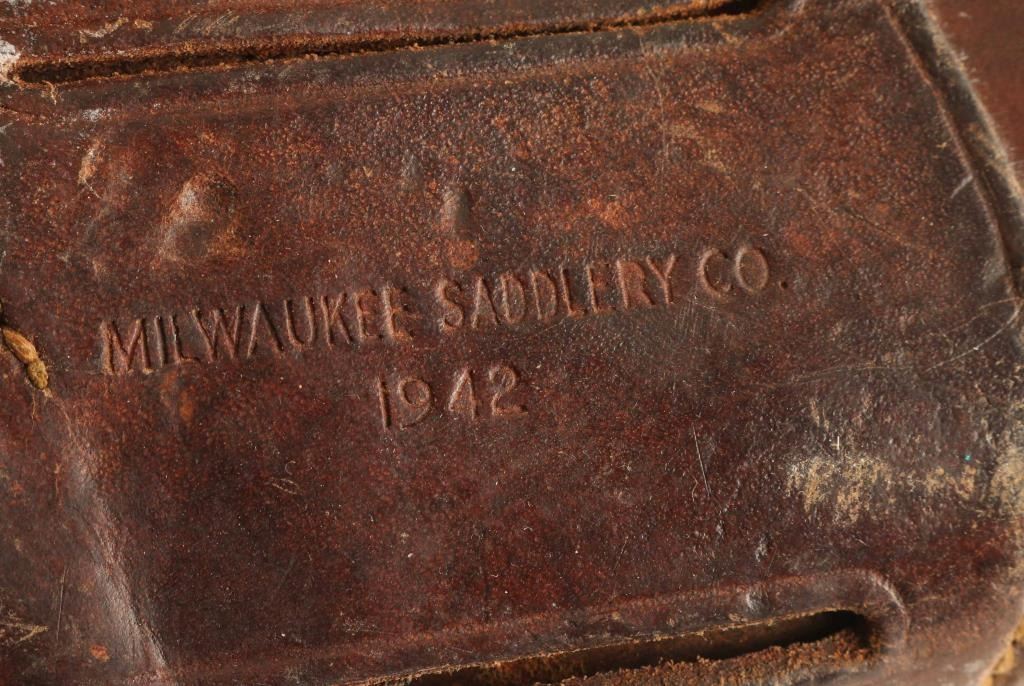 MILWAUKEE SADDLERY CO.
1942